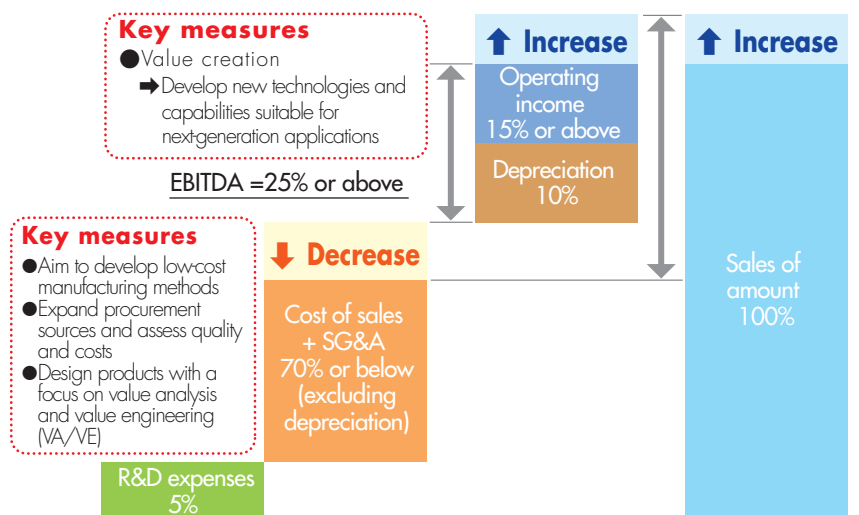 Key measures
●Value creation
➡Develop new technologies and
capabilities suitable for
next-generation applications
EBITDA =25% or above
⬆ Increase
Operating
income
15% or above
Depreciation
10%
⬆ Increase
Sales of
amount
100%
Key measures
●Aim to develop low-cost
manufacturing methods
●Expand procurement
sources and assess quality
and costs
●Design products with a
focus on value analysis
and value engineering
(VA/VE)
⬇ Decrease
Cost of sales
+ SG&A
70% or below
(excluding
depreciation)
R&D expenses
5%